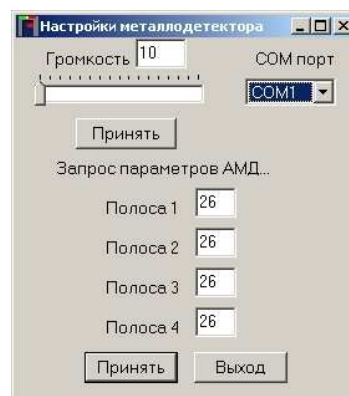 Настройки металлодетектора
Громкость 10 COM порт
COM1
Принять
Запрос параметров АМД...
Полоса 1 26
Полоса 2 26
Полоса 3 26
Полоса 4 26
Принять Выход